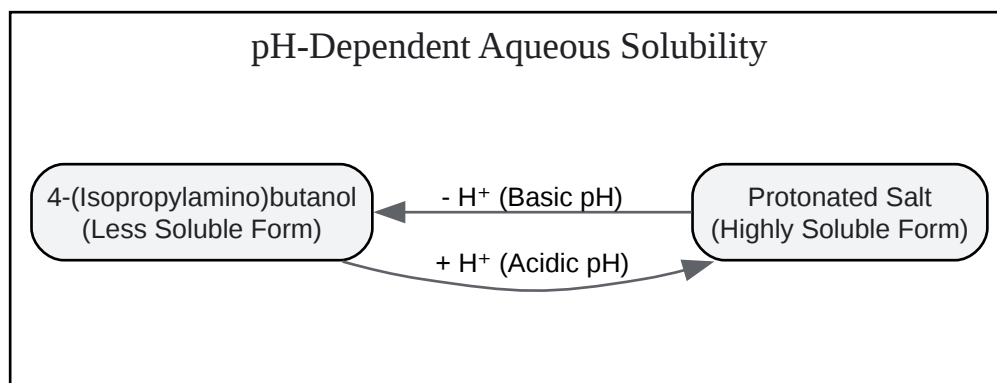 pH-Dependent Aqueous Solubility
4-(Isopropylamino)butanol
(Less Soluble Form)
- H⁺ (Basic pH)
+ H⁺ (Acidic pH)
Protonated Salt
(Highly Soluble Form)